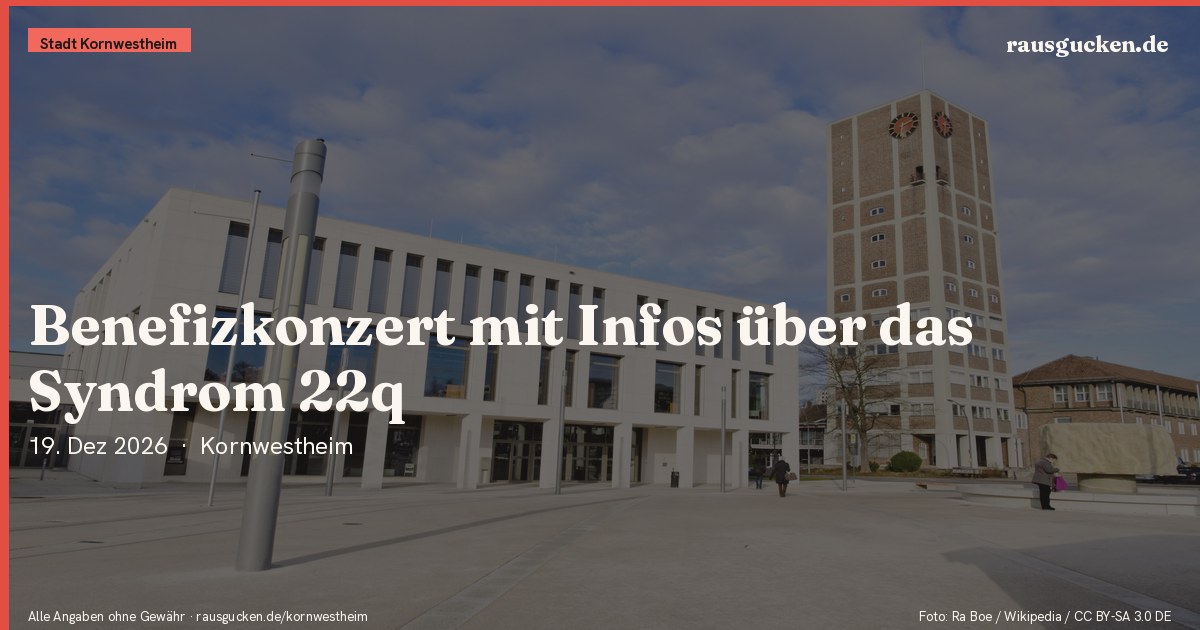 Stadt Kornwestheim
rausgucken.de
Benefizkonzert mit Infos über das
Syndrom 22q
19. Dez 2026 · Kornwestheim
Alle Angaben ohne Gewähr · rausgucken.de/kornwestheim
Foto: Ra Boe / Wikipedia / CC BY-SA 3.0 DE